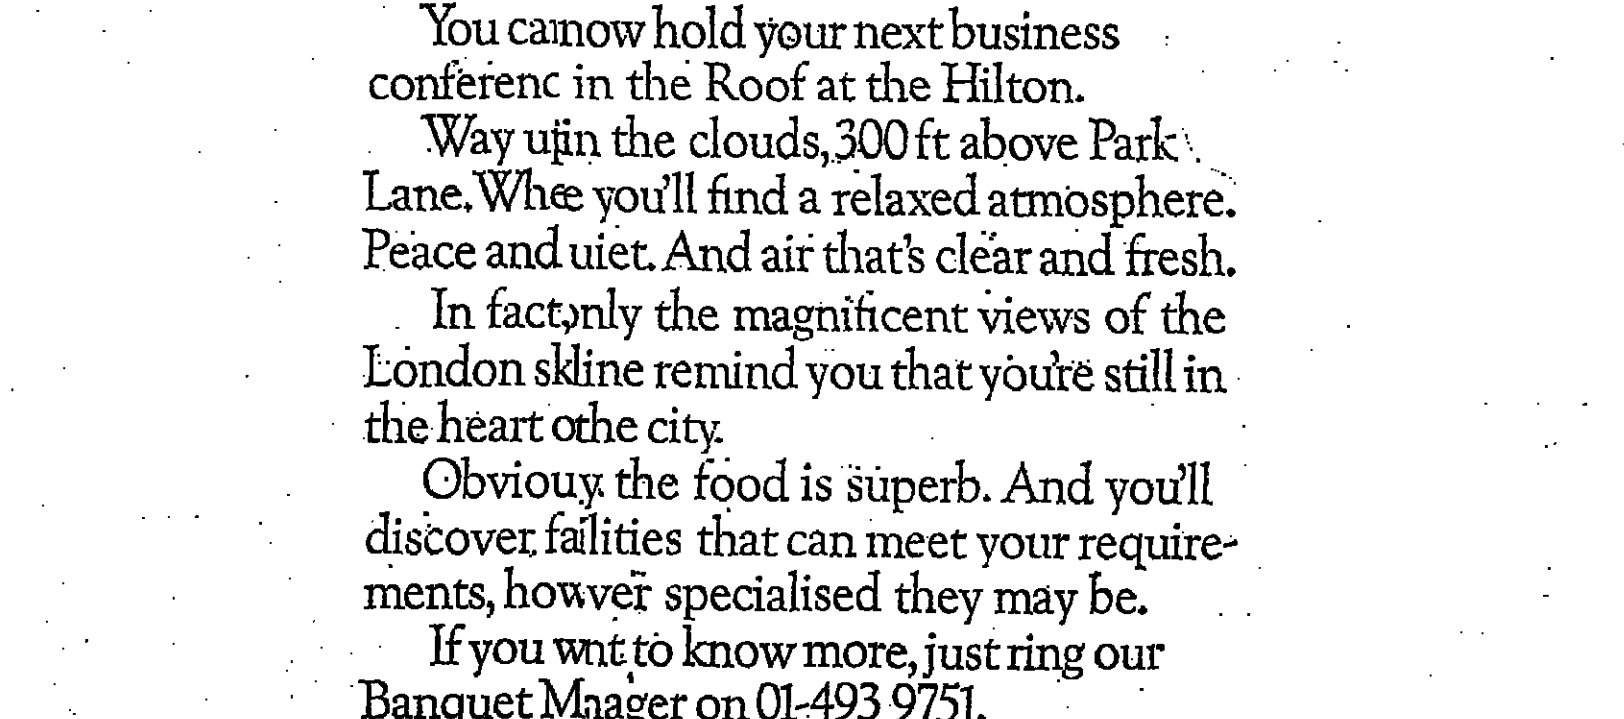 You camow hold your next business
conferenc in the Roof at the Hilton.
Way upin the clouds, 300 ft above Park
Lane. Whee you'll find a relaxed atmosphere.
Peace and uiet. And air that's clear and fresh.
In fact, only the magnificent views of the
London skline remind you that you're still in
the heart othe city.
Obviouy, the food is superb. And you'll
discover failities that can meet your require-
ments, howver specialised they may be.
If you wnt to know more, just ring our
Banquet Mnager on 01-493 9751.